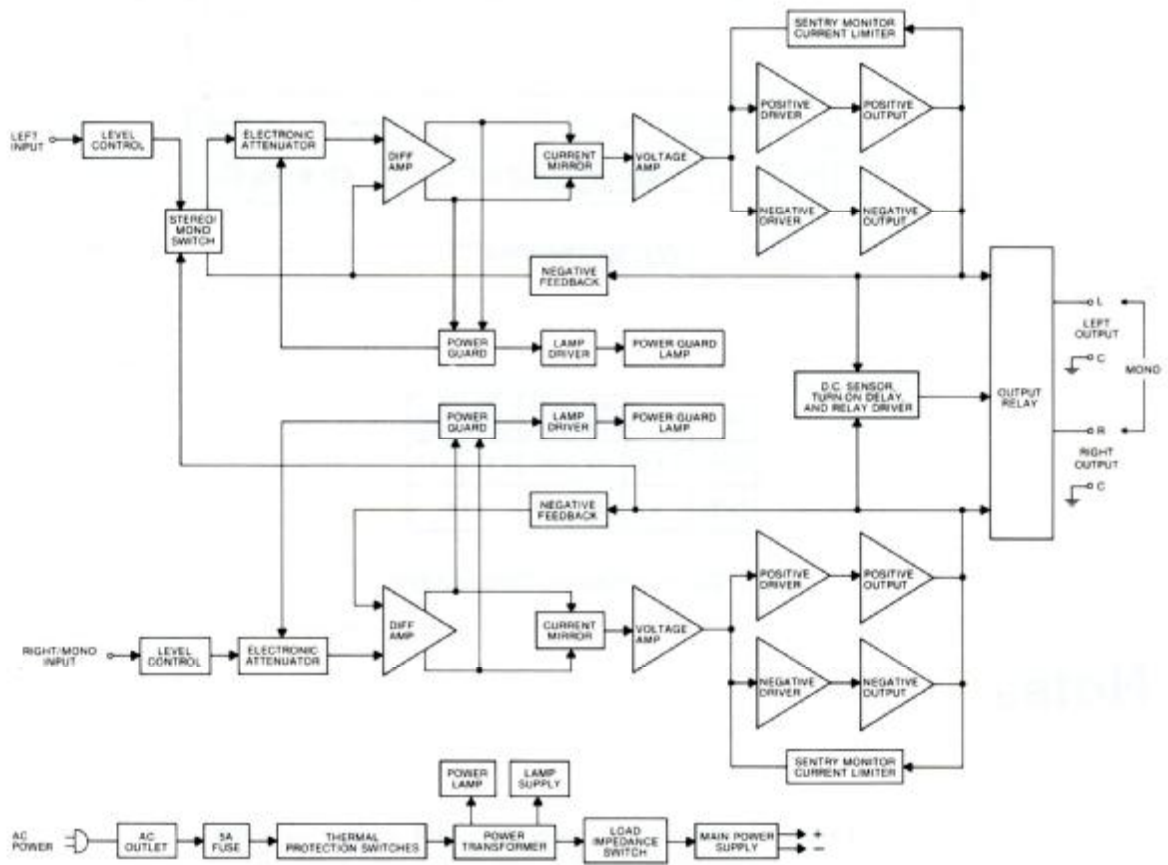 SENTRY MONITOR
CURRENT LIMITER
POSITIVE
DRIVER
POSITIVE
OUTPUT
LEFT
INPUT
LEVEL
CONTROL
ELECTRONIC
ATTENUATOR
DIFF
AMP
CURRENT
MIRROR
VOLTAGE
AMP
STEREO/
MONO
SWITCH
NEGATIVE
DRIVER
NEGATIVE
OUTPUT
NEGATIVE
FEEDBACK
POWER
GUARD
LAMP
DRIVER
POWER GUARD
LAMP
D.C. SENSOR,
TURN-ON DELAY,
AND RELAY DRIVER
OUTPUT
RELAY
L
LEFT
OUTPUT
C
MONO
R
RIGHT
OUTPUT
C
POWER
GUARD
LAMP
DRIVER
POWER GUARD
LAMP
NEGATIVE
FEEDBACK
POSITIVE
DRIVER
POSITIVE
OUTPUT
RIGHT/MONO
INPUT
LEVEL
CONTROL
ELECTRONIC
ATTENUATOR
DIFF
AMP
CURRENT
MIRROR
VOLTAGE
AMP
NEGATIVE
DRIVER
NEGATIVE
OUTPUT
SENTRY MONITOR
CURRENT LIMITER
POWER
LAMP
LAMP
SUPPLY
AC
POWER
AC
OUTLET
5A
FUSE
THERMAL
PROTECTION SWITCHES
POWER
TRANSFORMER
LOAD
IMPEDANCE
SWITCH
MAIN POWER
SUPPLY
+
−